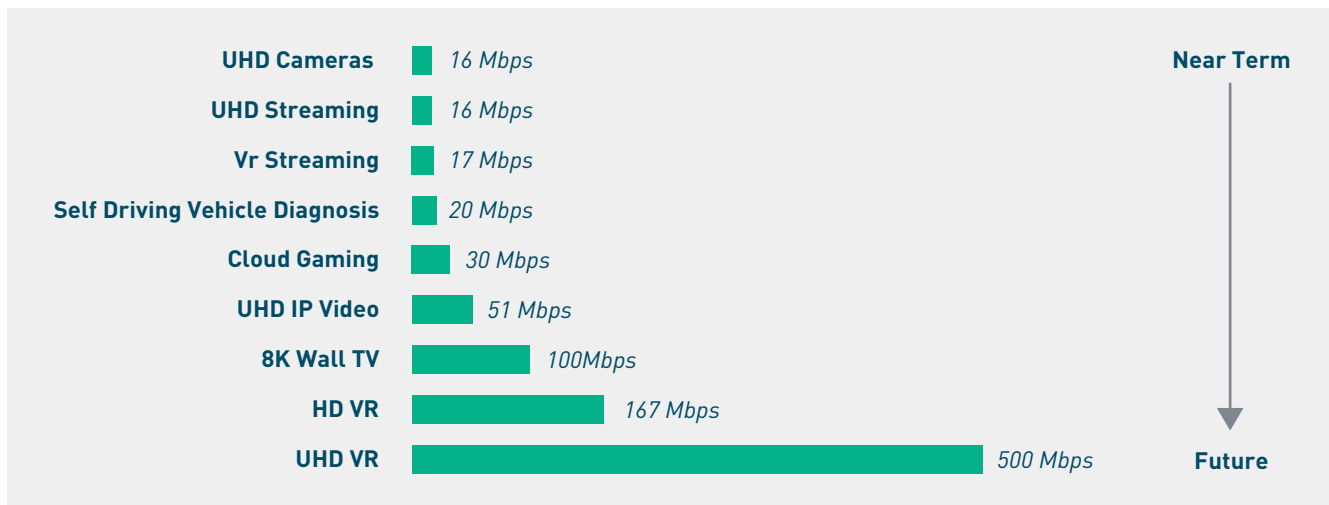 UHD Cameras 16 Mbps Near Term
UHD Streaming 16 Mbps
Vr Streaming 17 Mbps
Self Driving Vehicle Diagnosis 20 Mbps
Cloud Gaming 30 Mbps
UHD IP Video 51 Mbps
8K Wall TV 100Mbps
HD VR 167 Mbps
UHD VR 500 Mbps Future